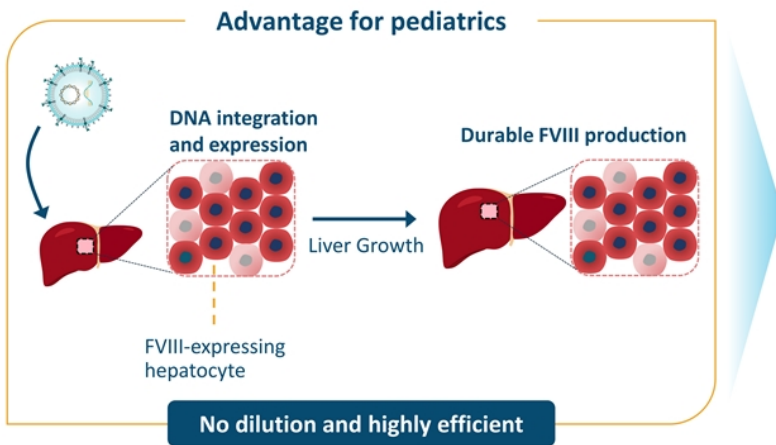 Advantage for pediatrics
DNA integration
and expression
Durable FVIII production
Liver Growth
FVIII-expressing
hepatocyte
No dilution and highly efficient